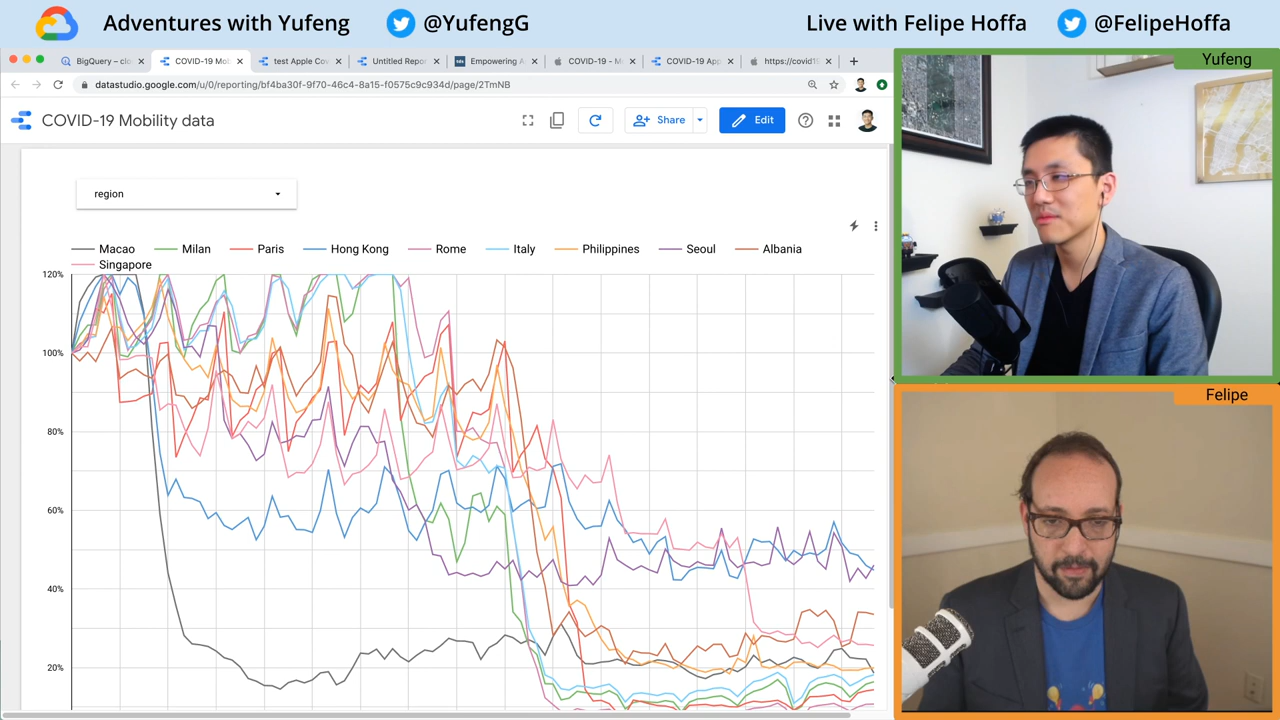 Adventures with Yufeng @YufengG Live with Felipe Hoffa @FelipeHoffa
BigQuery – clo COVID-19 Mob test Apple Cov Untitled Repor Empowering A COVID-19 - M COVID-19 App https://covid1
datastudio.google.com/u/0/reporting/bf4ba30f-9f70-46c4-8a15-f0575c9c934d/page/2TmNB
Yufeng
COVID-19 Mobility data
Share
Edit
region
Macao Milan Paris Hong Kong Rome Italy Philippines Seoul Albania
Singapore
120%
100%
80%
60%
40%
20%
Felipe